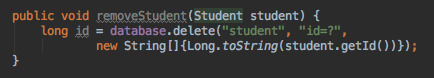 public void removeStudent(Student student) {
long id = database.delete("student", "id=?",
new String[]{Long.toString(student.getId())});
}